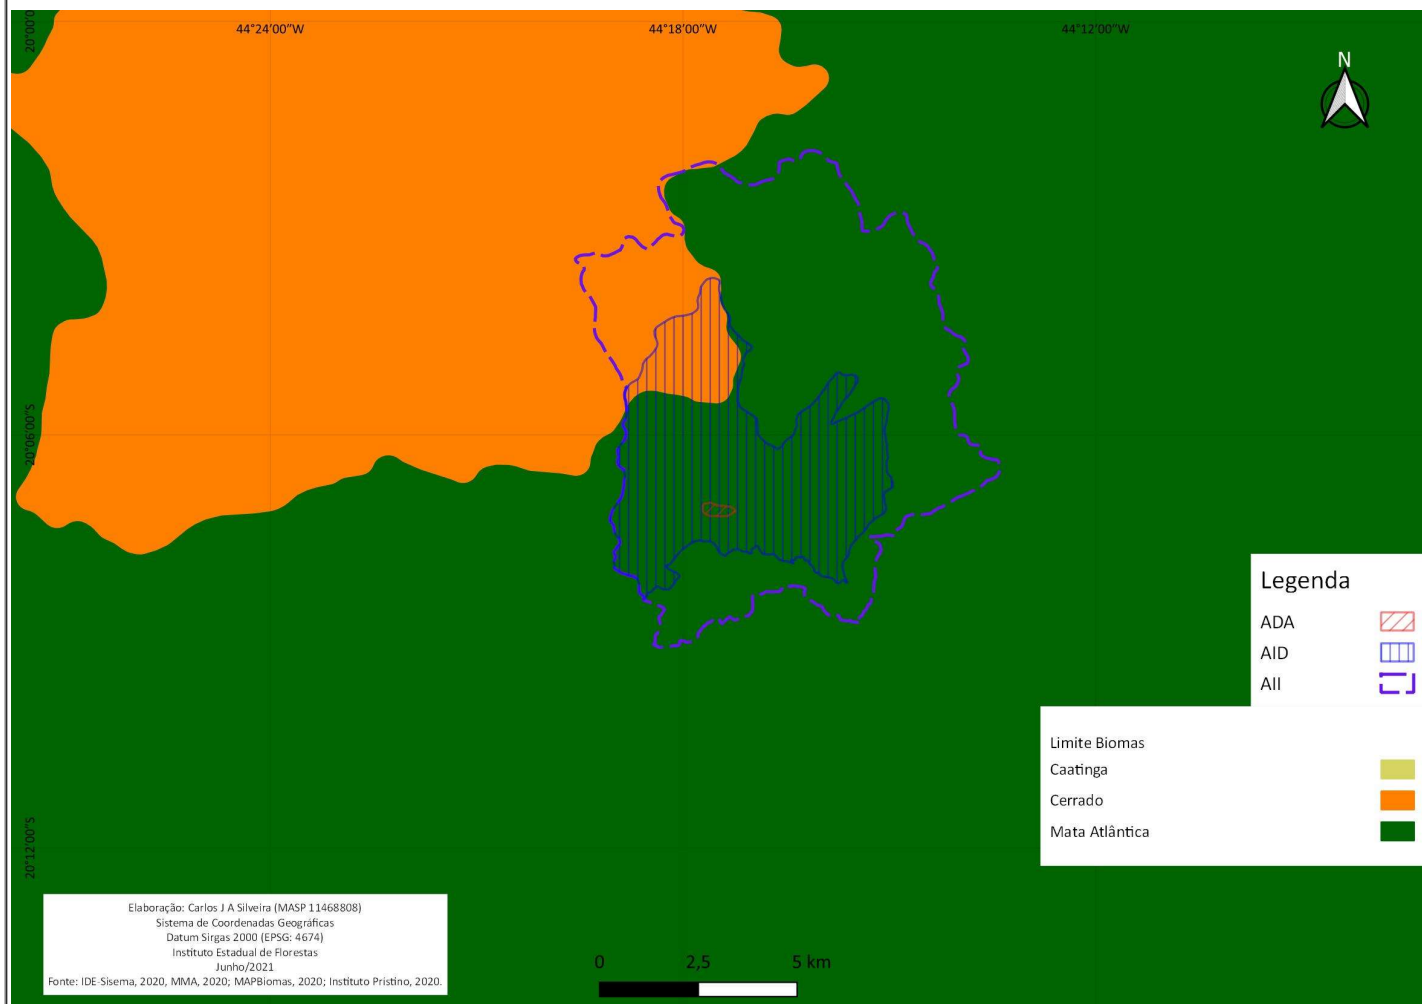 44°24'00"W
44°18'00"W
44°12'00"W
20°00'0
N
20°06'00"S
20°12'00"S
Legenda
ADA
AID
AII
Limite Biomas
Caatinga
Cerrado
Mata Atlântica
Elaboração: Carlos J A Silveira (MASP 11468808)
Sistema de Coordenadas Geográficas
Datum Sirgas 2000 (EPSG: 4674)
Instituto Estadual de Florestas
Junho/2021
Fonte: IDE-Sisema, 2020, MMA, 2020; MAPBiomas, 2020; Instituto Pristino, 2020.
0
2,5
5 km